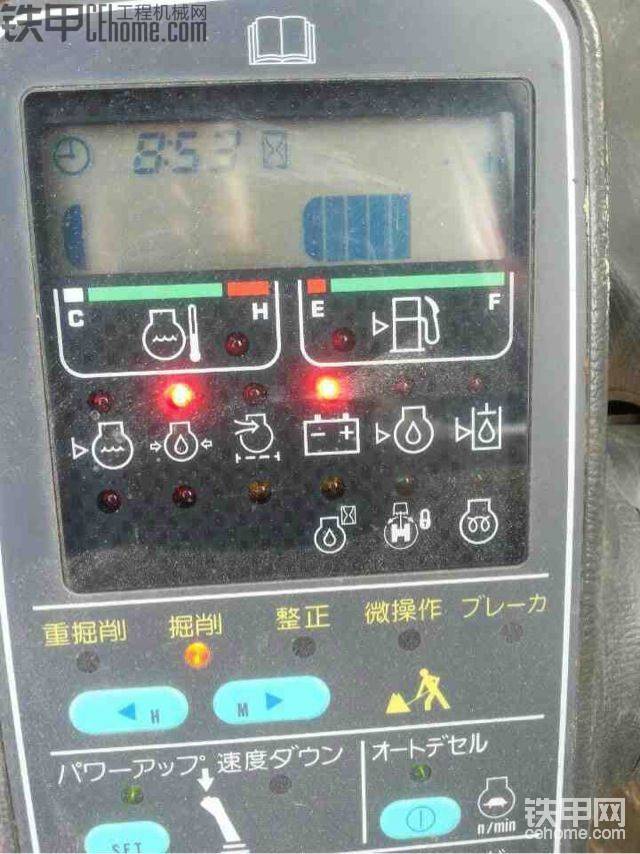 铁甲工程机械网
CEhome.com
8:53
C H E F
- +
重掘削 掘削 整正 微操作 ブレーカ
H M
パワーアップ 速度ダウン オートデセル
SET
n/min
铁甲网
cehome.com